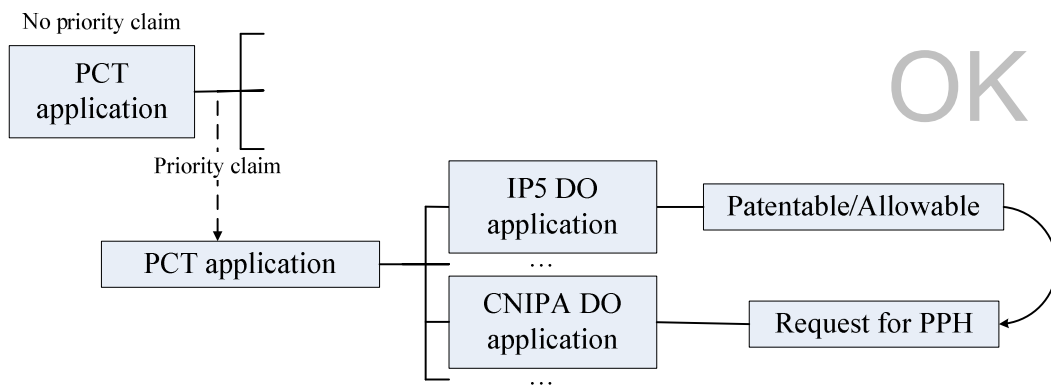 No priority claim
PCT
application
OK
Priority claim
IP5 DO
application
Patentable/Allowable
PCT application
...
CNIPA DO
application
Request for PPH
...